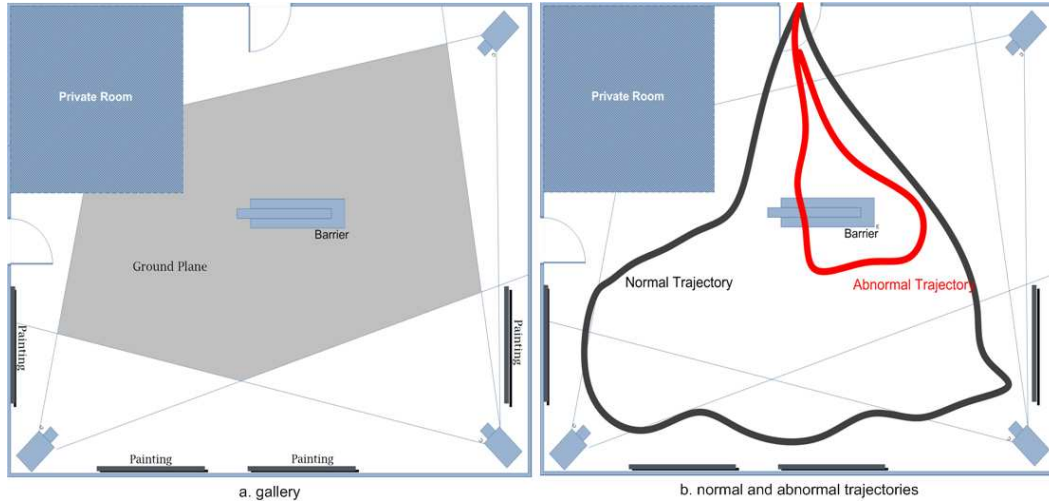 Private Room
Barrier
Ground Plane
Painting
Painting
Painting
Painting
a. gallery
Private Room
Barrier
Normal Trajectory
Abnormal Trajectory
b. normal and abnormal trajectories